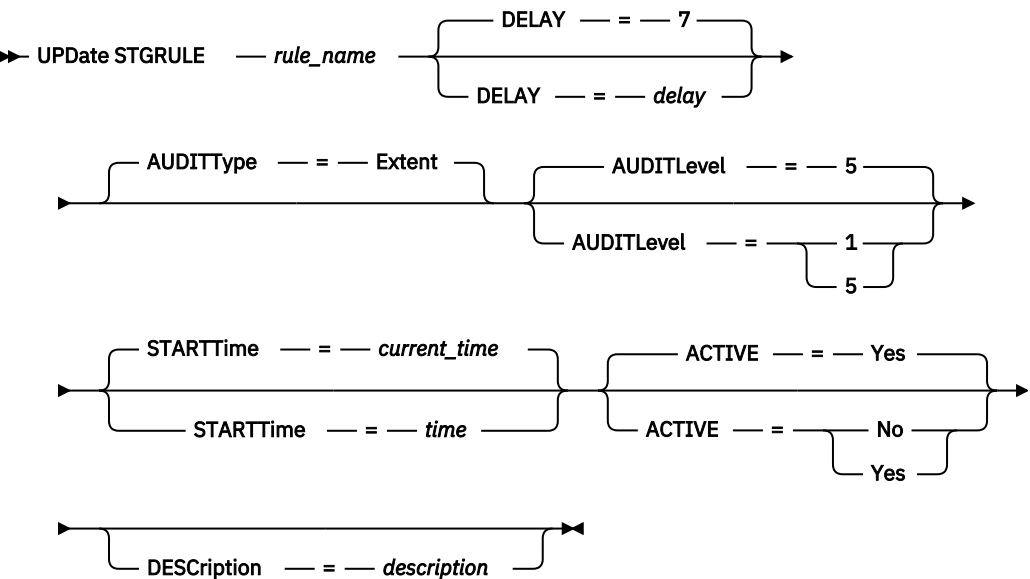 DELAY = 7
UPDate STGRULE rule_name
DELAY = delay
AUDITType = Extent
AUDITLevel = 5
AUDITLevel = 1
5
STARTTime = current_time
ACTIVE = Yes
STARTTime = time
ACTIVE = No
Yes
DESCription = description